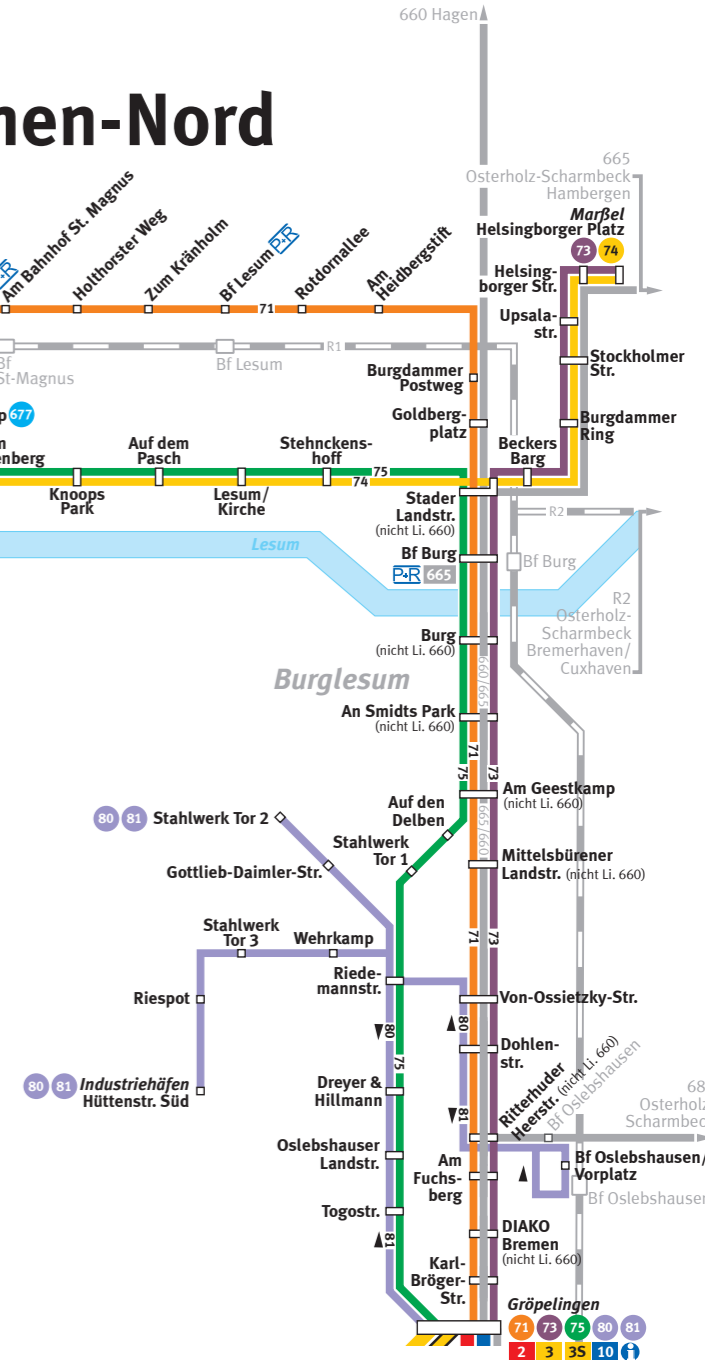 660 Hagen
nen-Nord
665
Osterholz-Scharmbeck
Hambergen
Marßel
Helsingborger Platz
73 74
P+R
Am Bahnhof St. Magnus
Holthorster Weg
Zum Kränholm
Bf Lesum P+R
Rotdornallee
Am
Heidbergstift
Helsing-
borger Str.
71
Upsala-
str.
R1
Bf
St-Magnus
Bf Lesum
Stockholmer
Str.
Burgdammer
Postweg
Goldberg-
platz
p 677
Burgdammer
Ring
enberg
Auf dem
Pasch
Stehnckens-
hoff
Beckers
Barg
75
74
Knoops
Park
Lesum/
Kirche
Stader
Landstr.
(nicht Li. 660)
R2
Lesum
Bf Burg
P+R 665
Bf Burg
R2
Osterholz-
Scharmbeck
Bremerhaven/
Cuxhaven
Burg
(nicht Li. 660)
Burglesum
660/665
An Smidts Park
(nicht Li. 660)
71
75
73
Am Geestkamp
(nicht Li. 660)
Auf den
Delben
80 81 Stahlwerk Tor 2
665/660
Stahlwerk
Tor 1
Mittelsbürener
Landstr. (nicht Li. 660)
Gottlieb-Daimler-Str.
Stahlwerk
Tor 3
Wehrkamp
71
73
Riede-
mannstr.
Riespot
Von-Ossietzky-Str.
80
80
75
Dohlen-
str.
Ritterhuder
Heerstr. (nicht Li. 660)
Bf Oslebshausen
80 81 Industriehäfen
Hüttenstr. Süd
Dreyer &
Hillmann
81
68
Osterholz
Scharmbec
Oslebshauser
Landstr.
Am
Fuchs-
berg
Bf Oslebshausen/
Vorplatz
Bf Oslebshausen
Togostr.
81
DIAKO
Bremen
(nicht Li. 660)
Karl-
Bröger-
Str.
Gröpelingen
71 73 75 80 81
2 3 3S 10 i